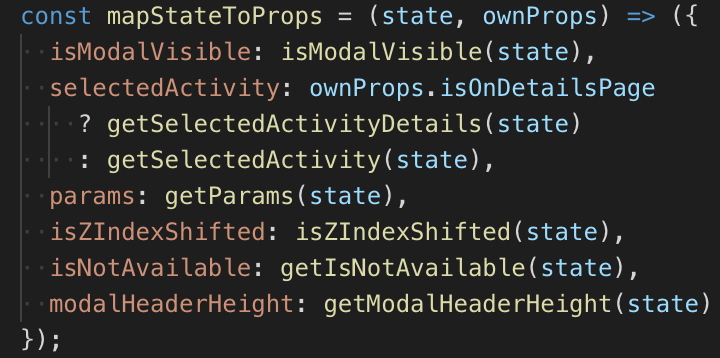 const mapStateToProps = (state, ownProps) => ({
  isModalVisible: isModalVisible(state),
  selectedActivity: ownProps.isOnDetailsPage
    ? getSelectedActivityDetails(state)
    : getSelectedActivity(state),
  params: getParams(state),
  isZIndexShifted: isZIndexShifted(state),
  isNotAvailable: getIsNotAvailable(state),
  modalHeaderHeight: getModalHeaderHeight(state)
});